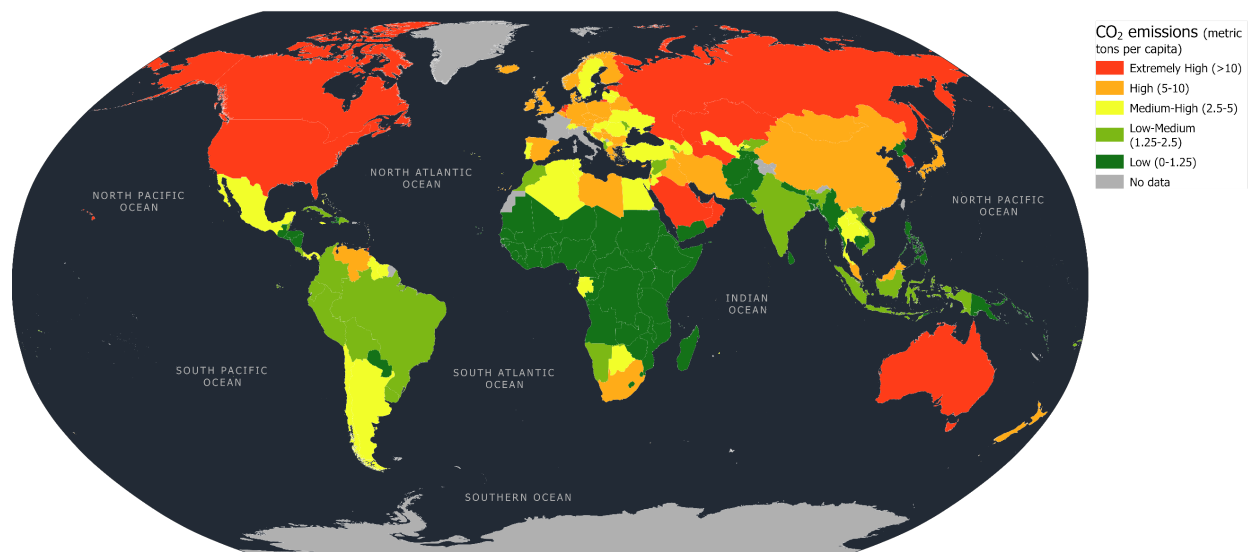 CO₂ emissions (metric
tons per capita)
Extremely High (>10)
High (5-10)
Medium-High (2.5-5)
Low-Medium
(1.25-2.5)
Low (0-1.25)
No data
NORTH PACIFIC
OCEAN
NORTH ATLANTIC
OCEAN
NORTH PACIFIC
OCEAN
INDIAN
OCEAN
SOUTH PACIFIC
OCEAN
SOUTH ATLANTIC
OCEAN
SOUTHERN OCEAN